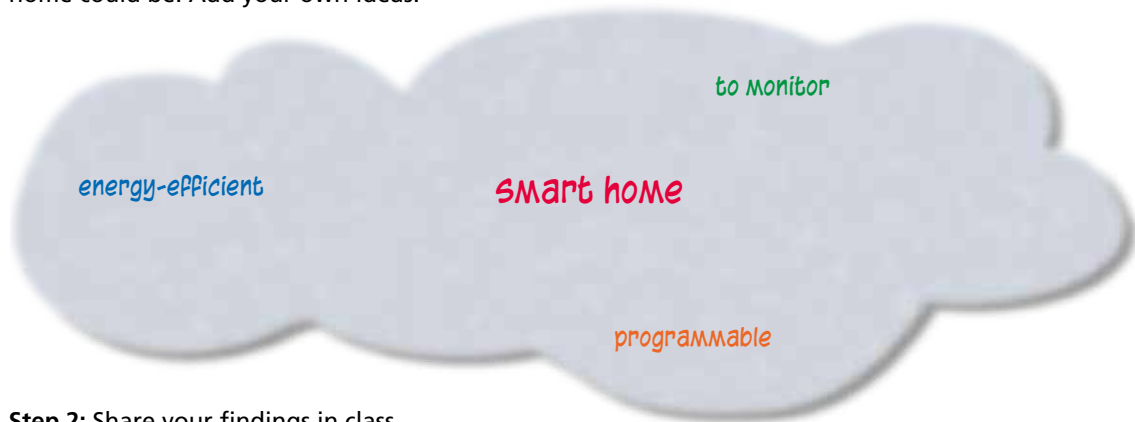 home could be. Add your own ideas.
to monitor
energy-efficient
smart home
programmable
Step 2: Share your findings in class.